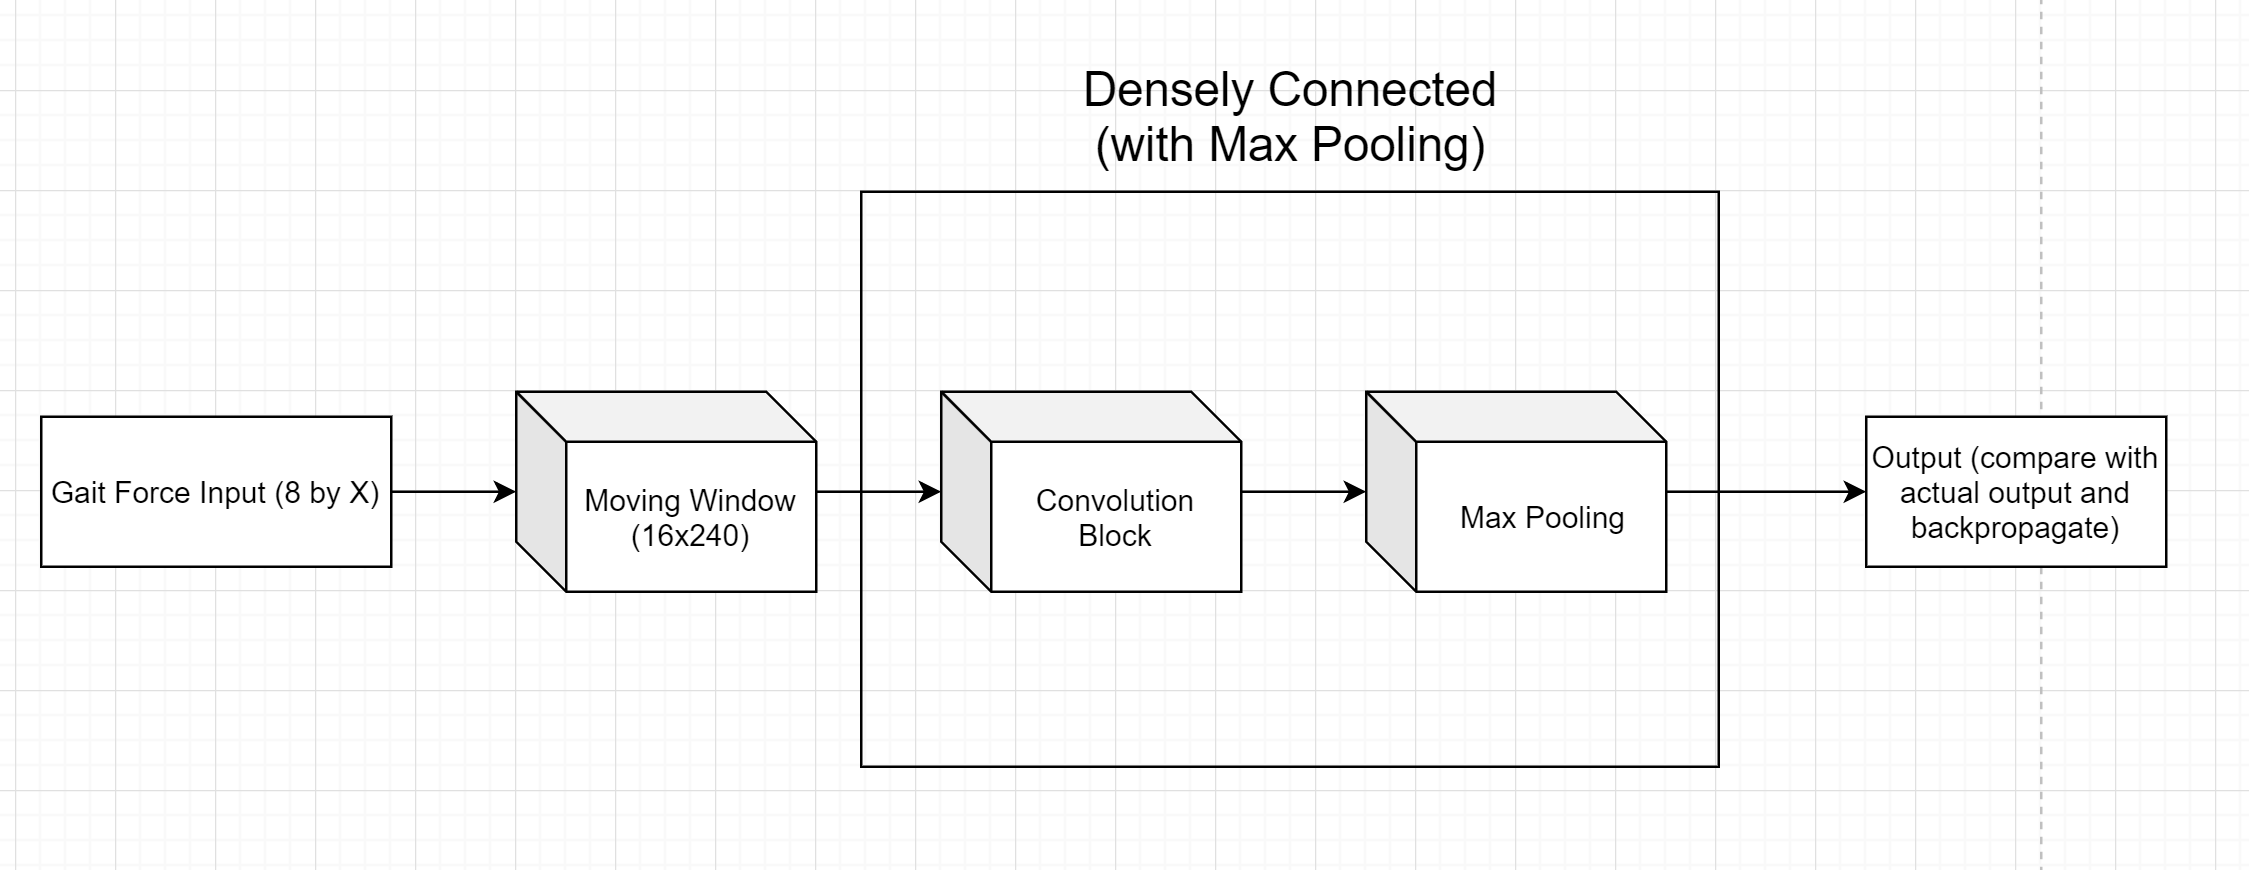 Densely Connected
(with Max Pooling)
Gait Force Input (8 by X)
Moving Window
(16x240)
Convolution
Block
Max Pooling
Output (compare with
actual output and
backpropagate)